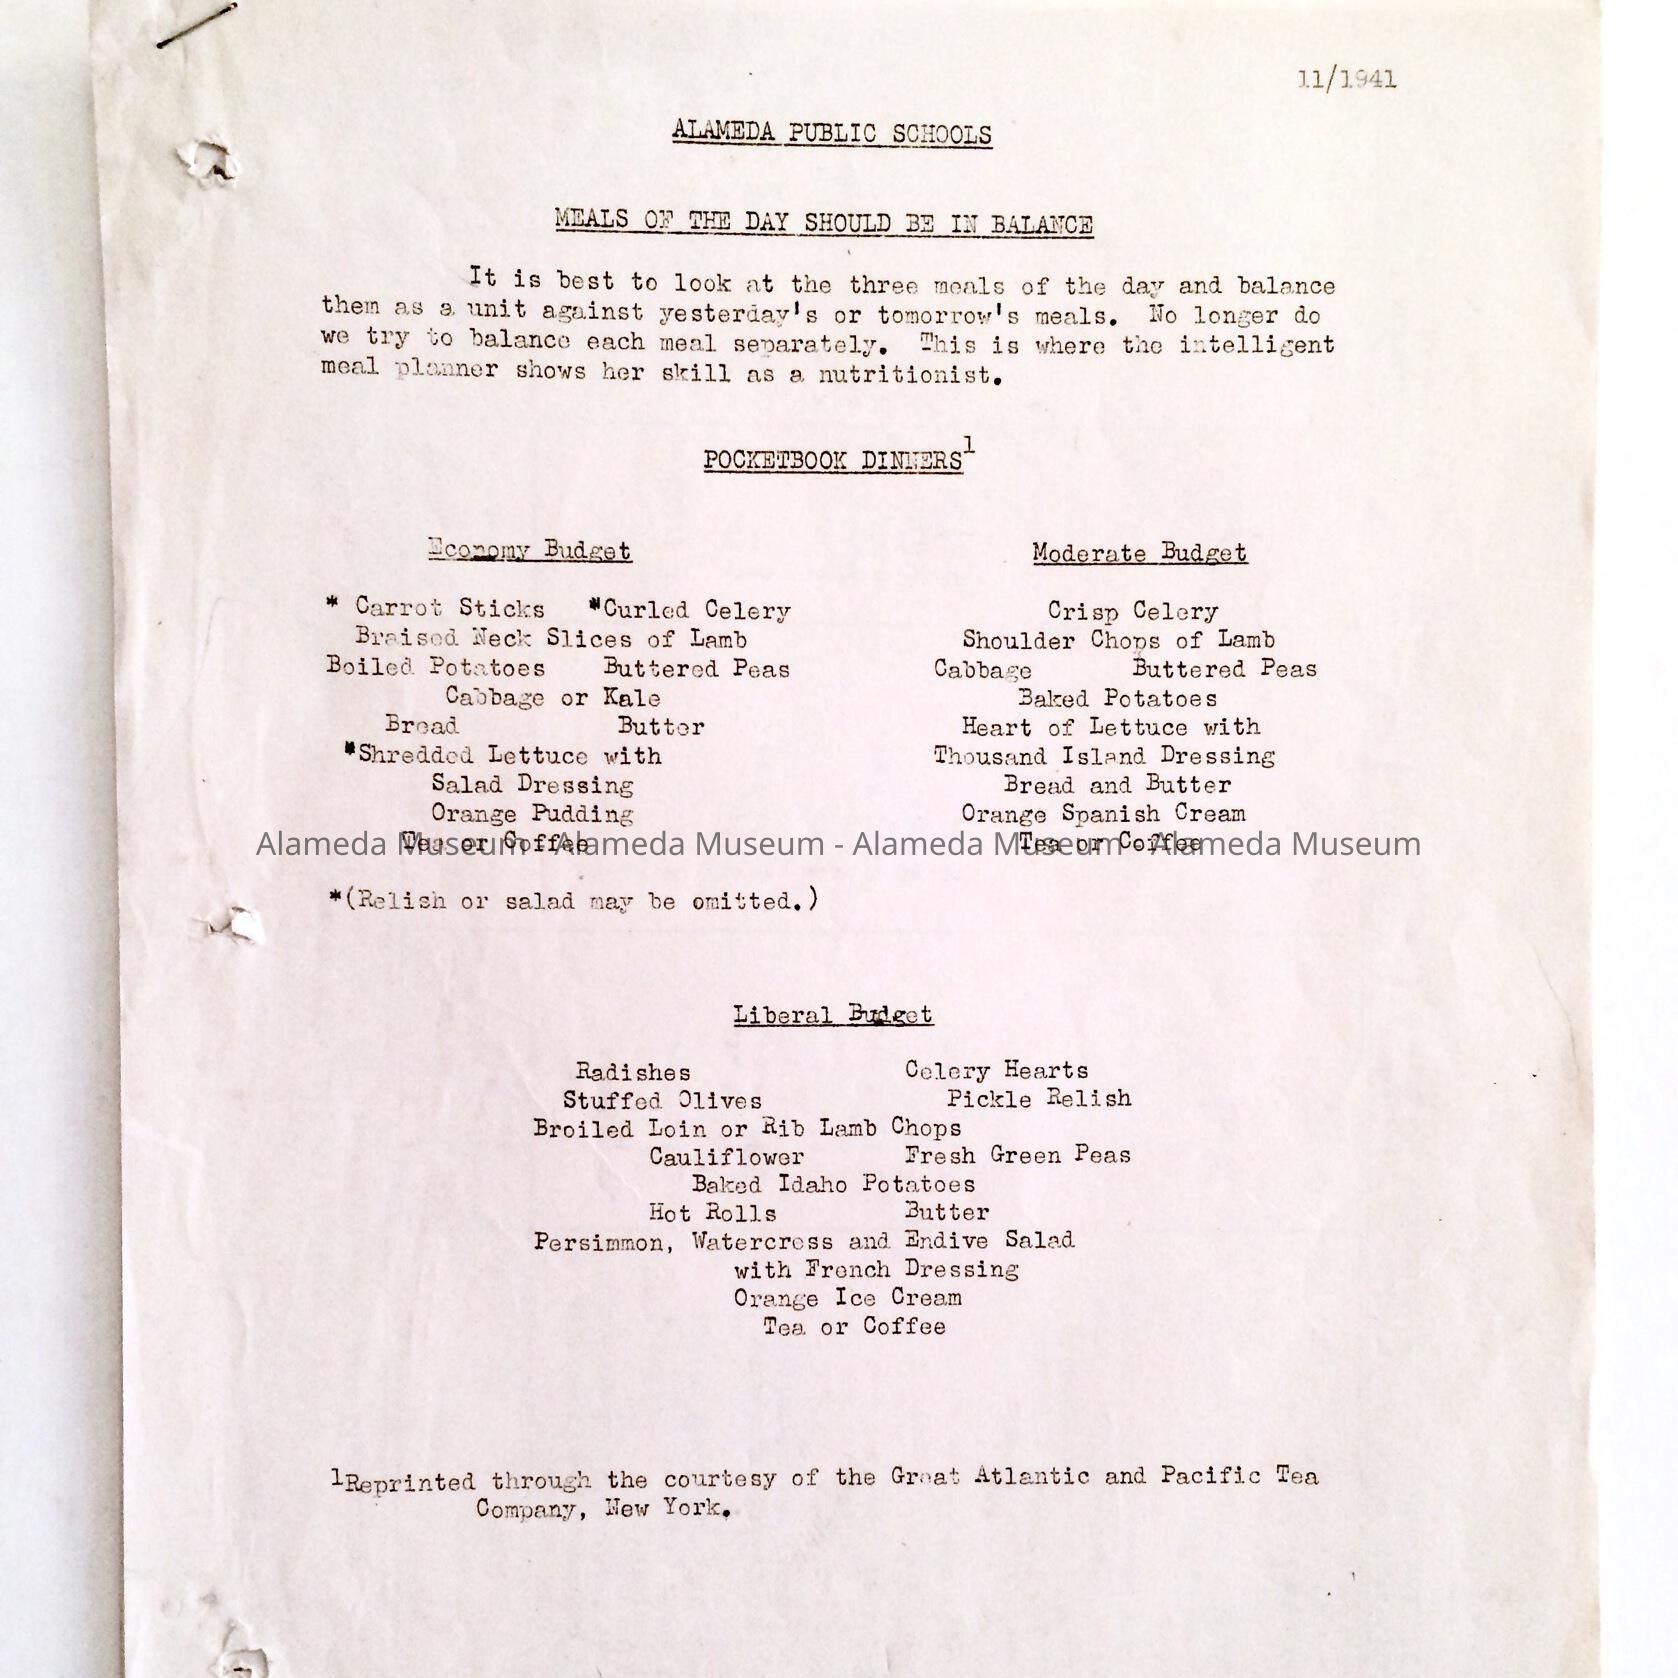 11/1941
ALAMEDA PUBLIC SCHOOLS
MEALS OF THE DAY SHOULD BE IN BALANCE
It is best to look at the three meals of the day and balance
them as a unit against yesterday's or tomorrow's meals. No longer do
we try to balance each meal separately. This is where the intelligent
meal planner shows her skill as a nutritionist.
POCKETBOOK DINNERS1
Economy Budget
* Carrot Sticks *Curled Celery
Braised Neck Slices of Lamb
Boiled Potatoes Buttered Peas
Cabbage or Kale
Bread Butter
*Shredded Lettuce with
Salad Dressing
Orange Pudding
Tea or Coffee
*(Relish or salad may be omitted.)
Moderate Budget
Crisp Celery
Shoulder Chops of Lamb
Cabbage Buttered Peas
Baked Potatoes
Heart of Lettuce with
Thousand Island Dressing
Bread and Butter
Orange Spanish Cream
Tea or Coffee
Alameda Museum - Alameda Museum - Alameda Museum - Alameda Museum
Liberal Budget
Radishes Celery Hearts
Stuffed Olives Pickle Relish
Broiled Loin or Rib Lamb Chops
Cauliflower Fresh Green Peas
Baked Idaho Potatoes
Hot Rolls Butter
Persimmon, Watercress and Endive Salad
with French Dressing
Orange Ice Cream
Tea or Coffee
1Reprinted through the courtesy of the Great Atlantic and Pacific Tea
Company, New York.